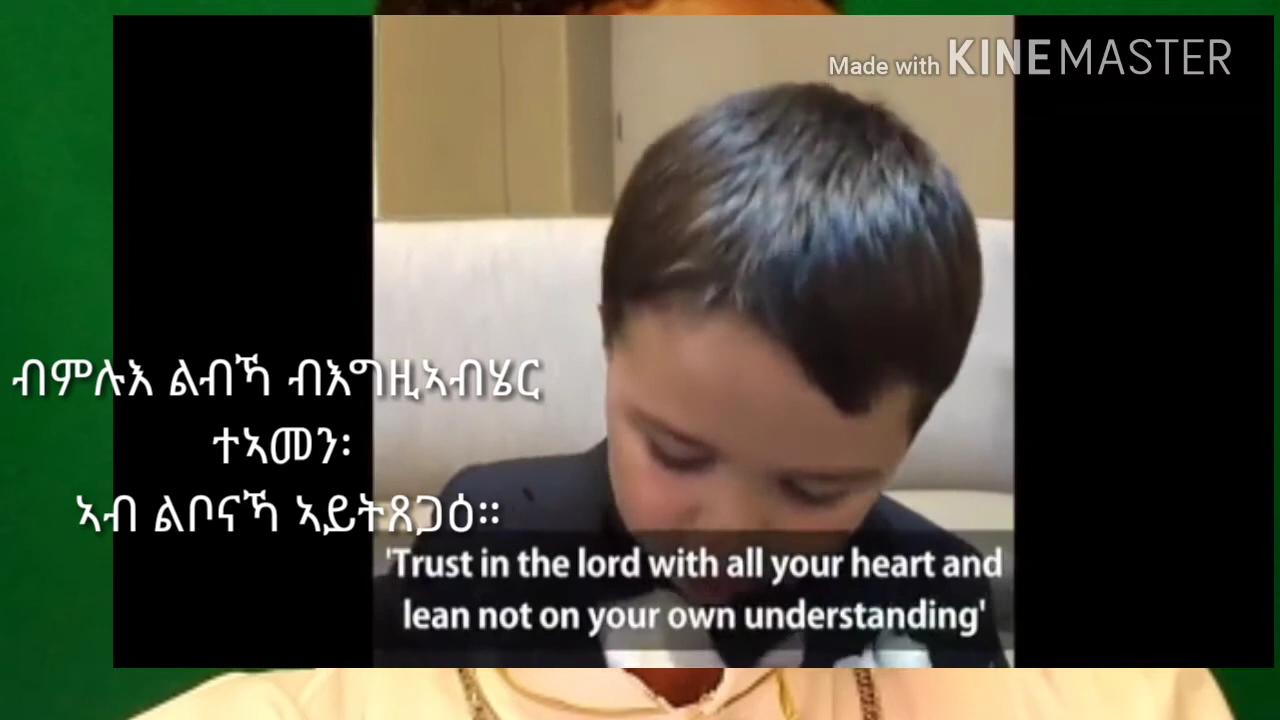 Made with KINEMASTER
ብምሉእ ልብኻ ብእግዚኣብሄር
ተኣመን፡
ኣብ ልቦናኻ ኣይትጸጋዕ።
'Trust in the lord with all your heart and
lean not on your own understanding'